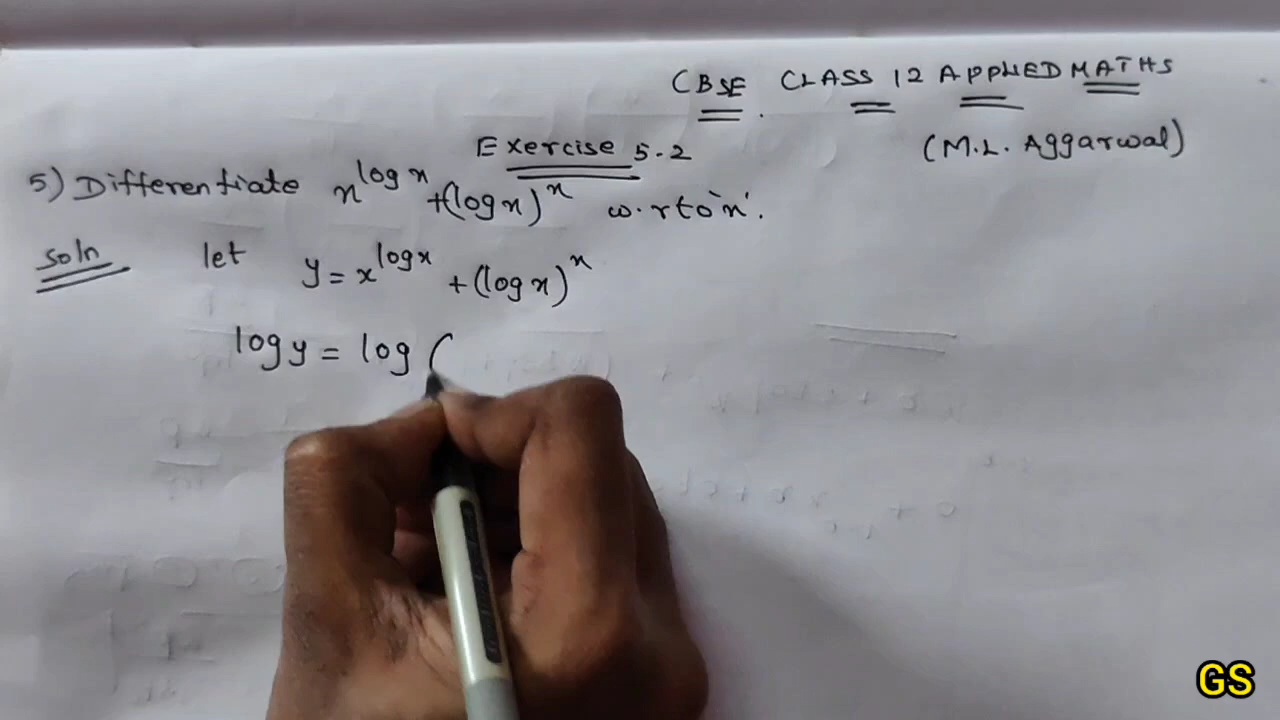 CBSE. CLASS 12 APPLIED MATHS
Exercise 5.2 (M.L. Aggarwal)
5) Differentiate x^log x + (log x)^x w.r to 'x'.
Soln let y = x^log x + (log x)^x
log y = log (
GS